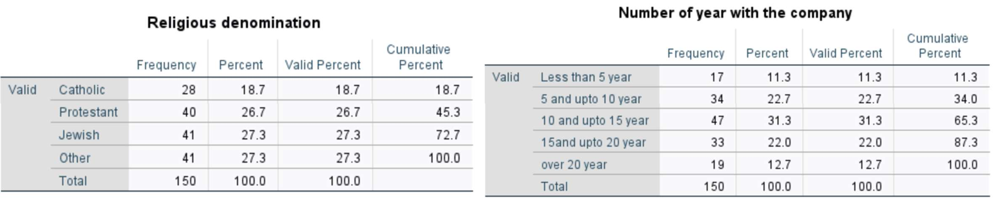 Religious denomination
Frequency Percent Valid Percent Cumulative Percent
Valid Catholic 28 18.7 18.7 18.7
Protestant 40 26.7 26.7 45.3
Jewish 41 27.3 27.3 72.7
Other 41 27.3 27.3 100.0
Total 150 100.0 100.0
Number of year with the company
Frequency Percent Valid Percent Cumulative Percent
Valid Less than 5 year 17 11.3 11.3 11.3
5 and upto 10 year 34 22.7 22.7 34.0
10 and upto 15 year 47 31.3 31.3 65.3
15and upto 20 year 33 22.0 22.0 87.3
over 20 year 19 12.7 12.7 100.0
Total 150 100.0 100.0